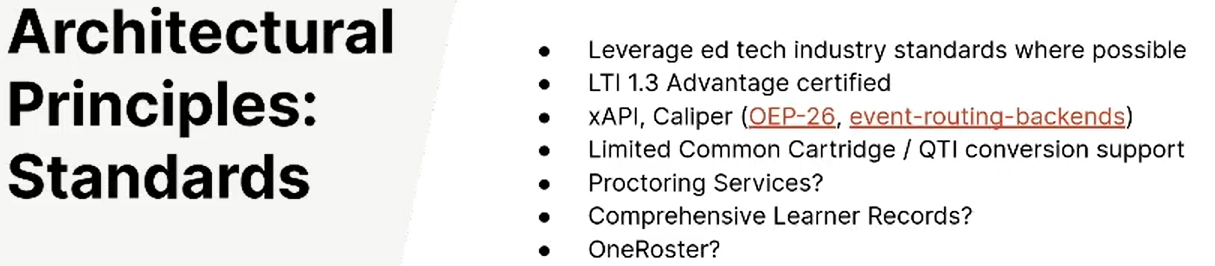 Architectural
Principles:
Standards
● Leverage ed tech industry standards where possible
● LTI 1.3 Advantage certified
● xAPI, Caliper (OEP-26, event-routing-backends)
● Limited Common Cartridge / QTI conversion support
● Proctoring Services?
● Comprehensive Learner Records?
● OneRoster?